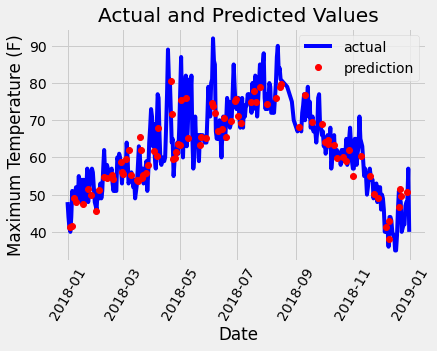 Actual and Predicted Values
actual
prediction
Maximum Temperature (F)
90
80
70
60
50
40
2018-01
2018-03
2018-05
2018-07
2018-09
2018-11
2019-01
Date